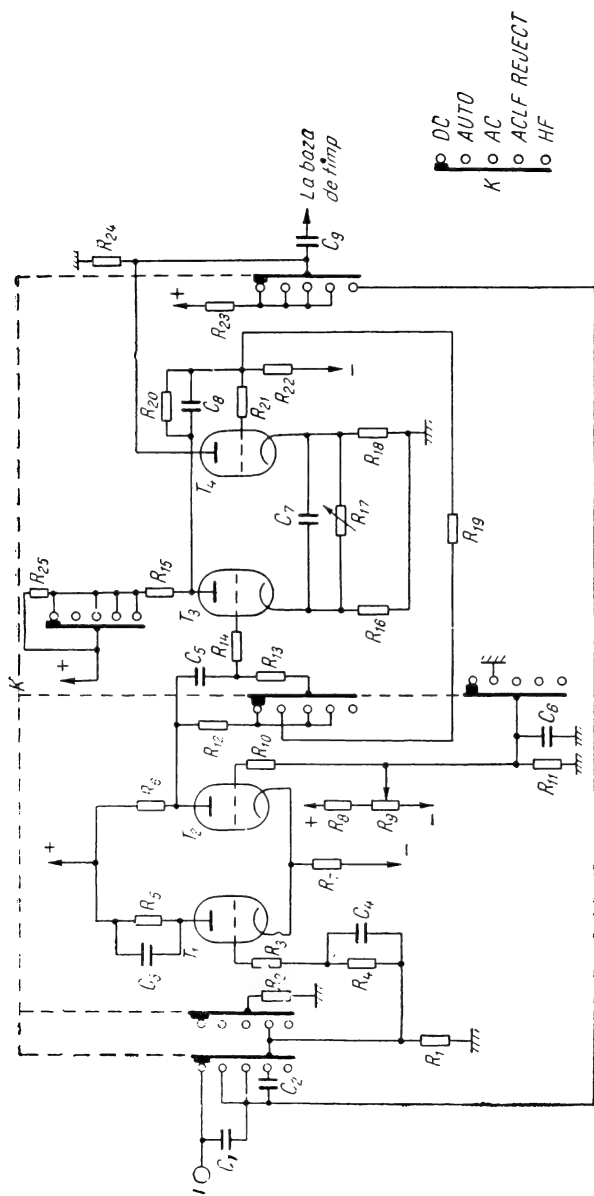 K
+
R25
R15
R20
C8
R23
+
R24
La baza
de timp
C9
+
R5
R6
C5
R14
R13
R12
T3
T4
R21
R22
−
C7
R17
R16
R18
R19
C3
T1
T2
R7
−
R10
+
R8
R9
−
C6
R11
I
C1
C2
R2
R3
C4
R4
R1
K
DC
AUTO
AC
ACLF REJECT
HF